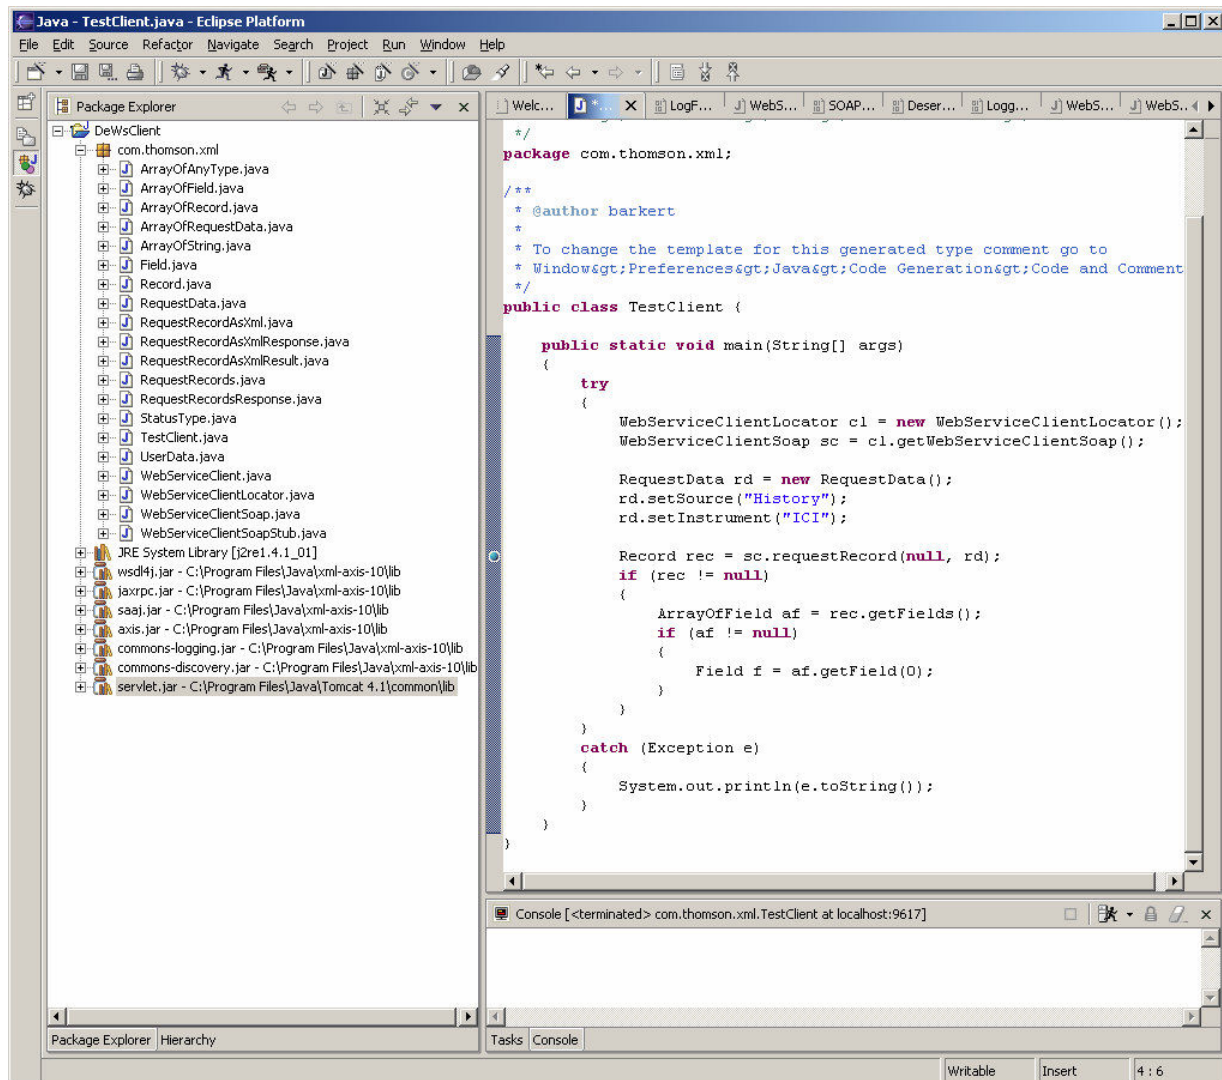 Java - TestClient.java - Eclipse Platform
File Edit Source Refactor Navigate Search Project Run Window Help
Package Explorer
DeWsClient
com.thomson.xml
ArrayOfAnyType.java
ArrayOfField.java
ArrayOfRecord.java
ArrayOfRequestData.java
ArrayOfString.java
Field.java
Record.java
RequestData.java
RequestRecordAsXml.java
RequestRecordAsXmlResponse.java
RequestRecordAsXmlResult.java
RequestRecords.java
RequestRecordsResponse.java
StatusType.java
TestClient.java
UserData.java
WebServiceClient.java
WebServiceClientLocator.java
WebServiceClientSoap.java
WebServiceClientSoapStub.java
JRE System Library [j2re1.4.1_01]
wsdl4j.jar - C:\Program Files\Java\xml-axis-10\lib
jaxrpc.jar - C:\Program Files\Java\xml-axis-10\lib
saaj.jar - C:\Program Files\Java\xml-axis-10\lib
axis.jar - C:\Program Files\Java\xml-axis-10\lib
commons-logging.jar - C:\Program Files\Java\xml-axis-10\lib
commons-discovery.jar - C:\Program Files\Java\xml-axis-10\lib
servlet.jar - C:\Program Files\Java\Tomcat 4.1\common\lib
Package Explorer Hierarchy
Welc... *... LogF... WebS... SOAP... Deser... Logg... WebS... WebS..
*/
package com.thomson.xml;
/**
* @author barkert
*
* To change the template for this generated type comment go to
* Window&gt;Preferences&gt;Java&gt;Code Generation&gt;Code and Comment
*/
public class TestClient {
public static void main(String[] args)
{
try
{
WebServiceClientLocator cl = new WebServiceClientLocator();
WebServiceClientSoap sc = cl.getWebServiceClientSoap();
RequestData rd = new RequestData();
rd.setSource("History");
rd.setInstrument("ICI");
Record rec = sc.requestRecord(null, rd);
if (rec != null)
{
ArrayOfField af = rec.getFields();
if (af != null)
{
Field f = af.getField(0);
}
}
}
catch (Exception e)
{
System.out.println(e.toString());
}
}
}
Console [<terminated> com.thomson.xml.TestClient at localhost:9617]
Tasks Console
Writable Insert 4 : 6